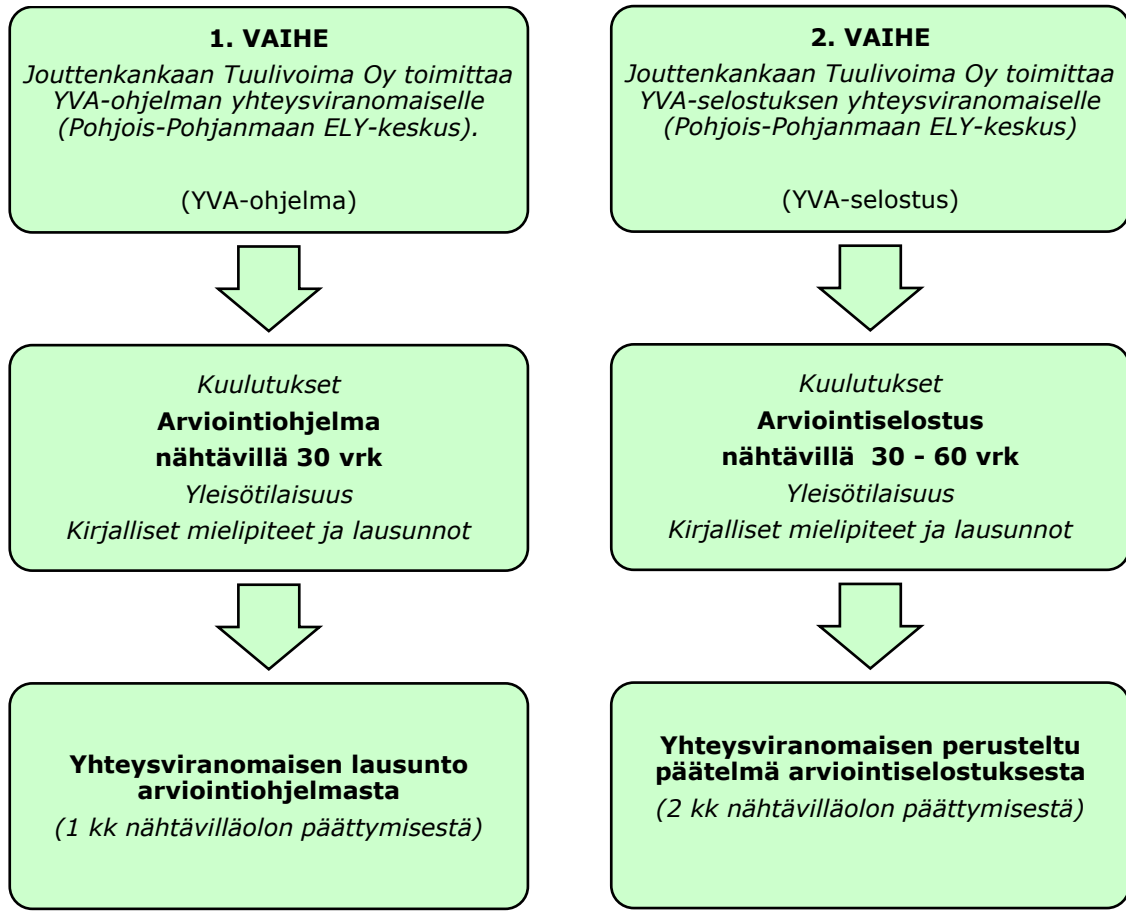 1. VAIHE
Jouttenkankaan Tuulivoima Oy toimittaa
YVA-ohjelman yhteysviranomaiselle
(Pohjois-Pohjanmaan ELY-keskus).
(YVA-ohjelma)
Kuulutukset
Arviointiohjelma
nähtävillä 30 vrk
Yleisötilaisuus
Kirjalliset mielipiteet ja lausunnot
Yhteysviranomaisen lausunto
arviointiohjelmasta
(1 kk nähtävilläolon päättymisestä)
2. VAIHE
Jouttenkankaan Tuulivoima Oy toimittaa
YVA-selostuksen yhteysviranomaiselle
(Pohjois-Pohjanmaan ELY-keskus)
(YVA-selostus)
Kuulutukset
Arviointiselostus
nähtävillä 30 - 60 vrk
Yleisötilaisuus
Kirjalliset mielipiteet ja lausunnot
Yhteysviranomaisen perusteltu
päätelmä arviointiselostuksesta
(2 kk nähtävilläolon päättymisestä)